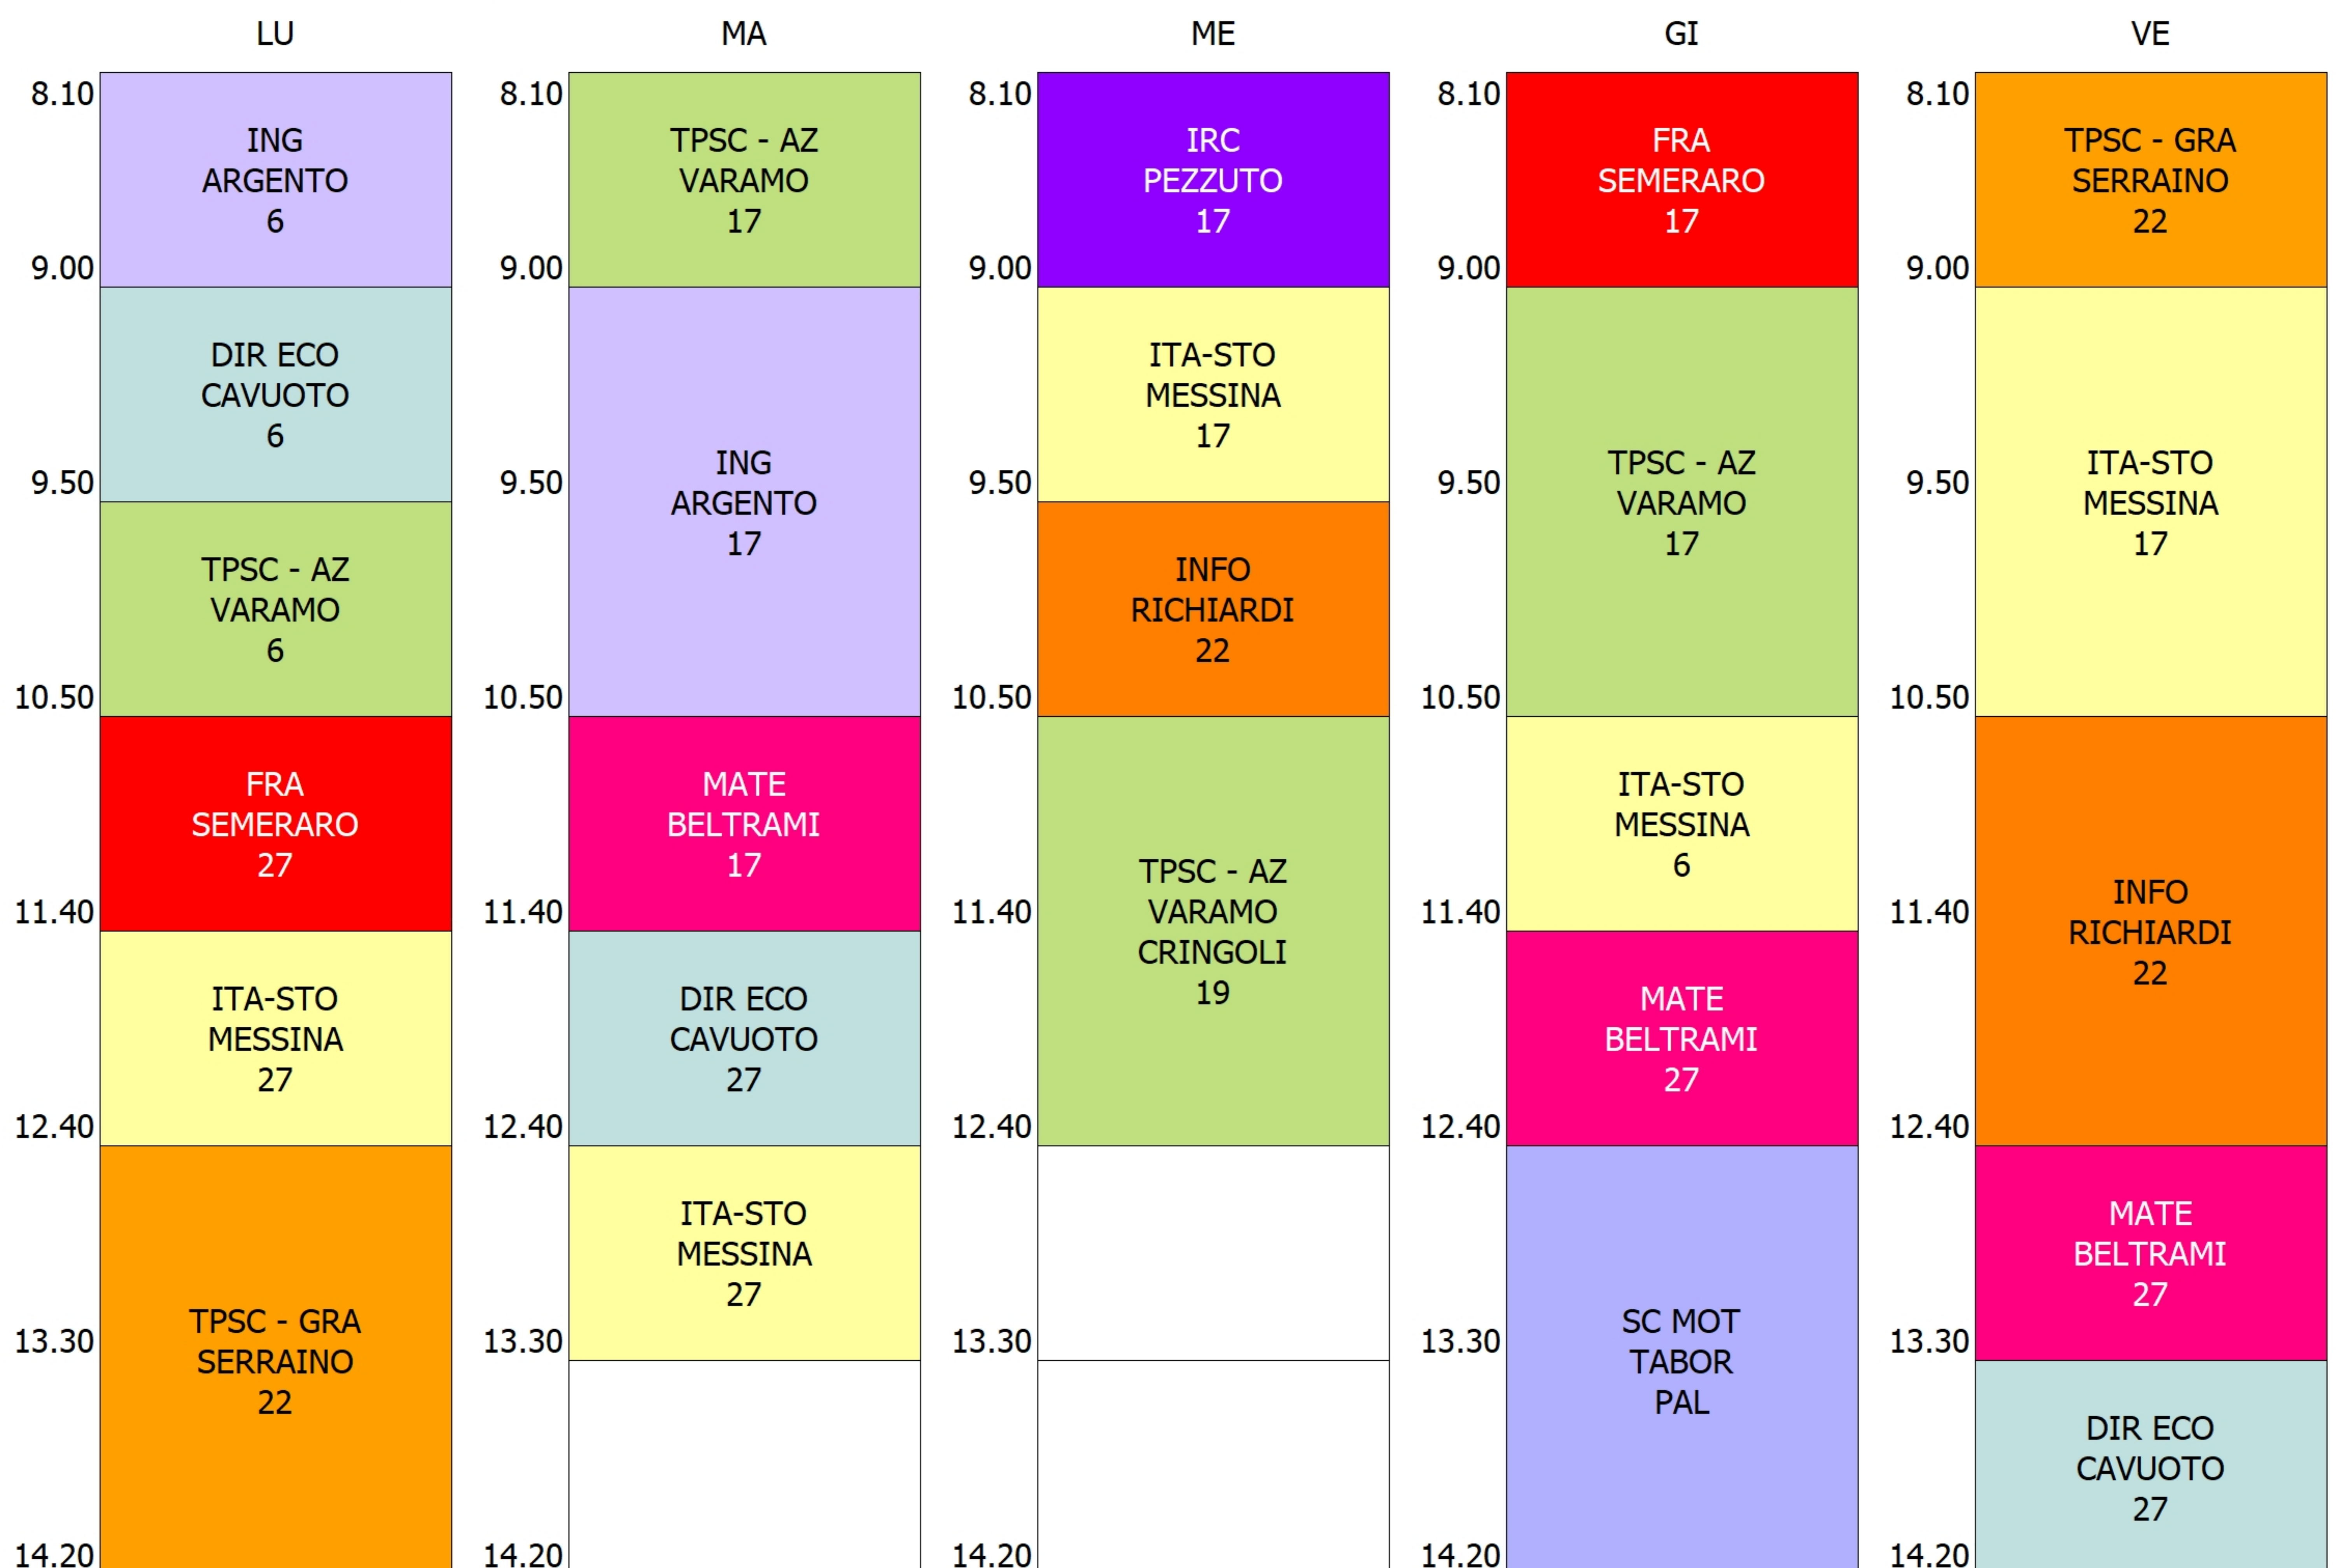 LU
8.10
ING
ARGENTO
6
9.00
DIR ECO
CAVUOTO
6
9.50
TPSC - AZ
VARAMO
6
10.50
FRA
SEMERARO
27
11.40
ITA-STO
MESSINA
27
12.40
TPSC - GRA
13.30
SERRAINO
22
14.20
MA
8.10
TPSC - AZ
VARAMO
17
9.00
ING
9.50
ARGENTO
17
10.50
MATE
BELTRAMI
17
11.40
DIR ECO
CAVUOTO
27
12.40
ITA-STO
MESSINA
27
13.30
14.20
ME
8.10
IRC
PEZZUTO
17
9.00
ITA-STO
MESSINA
17
9.50
INFO
RICHIARDI
22
10.50
TPSC - AZ
11.40
VARAMO
CRINGOLI
19
12.40
13.30
14.20
GI
8.10
FRA
SEMERARO
17
9.00
TPSC - AZ
9.50
VARAMO
17
10.50
ITA-STO
MESSINA
6
11.40
MATE
BELTRAMI
27
12.40
SC MOT
13.30
TABOR
PAL
14.20
VE
8.10
TPSC - GRA
SERRAINO
22
9.00
ITA-STO
9.50
MESSINA
17
10.50
INFO
11.40
RICHIARDI
22
12.40
MATE
BELTRAMI
27
13.30
DIR ECO
CAVUOTO
27
14.20